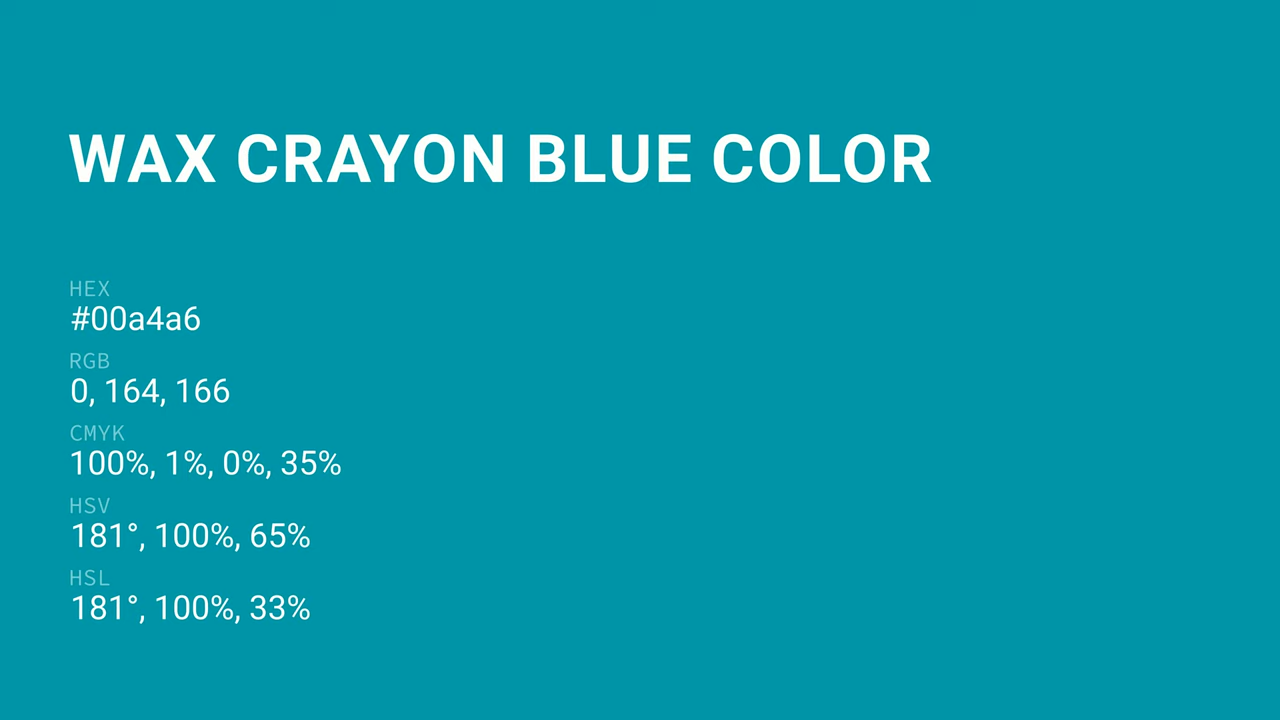 WAX CRAYON BLUE COLOR
HEX
#00a4a6
RGB
0, 164, 166
CMYK
100%, 1%, 0%, 35%
HSV
181°, 100%, 65%
HSL
181°, 100%, 33%